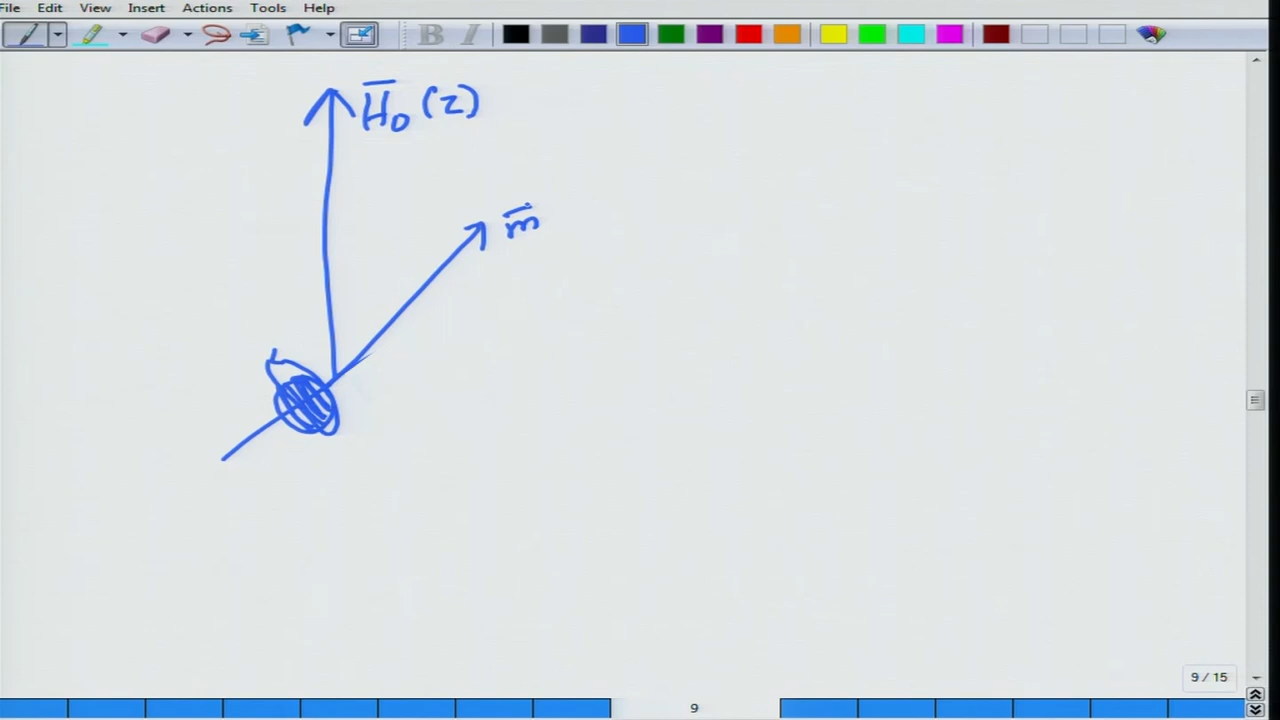 File Edit View Insert Actions Tools Help
B I
H̅₀ (z)
m̅
9 / 15
9